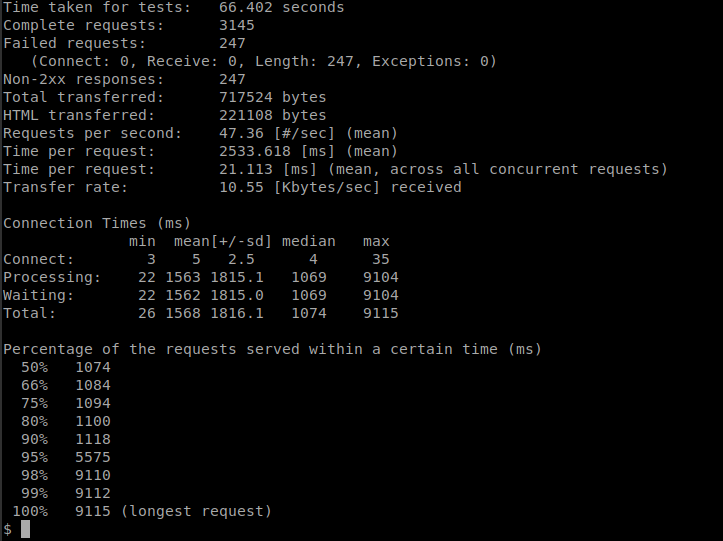 Time taken for tests:   66.402 seconds
Complete requests:      3145
Failed requests:        247
   (Connect: 0, Receive: 0, Length: 247, Exceptions: 0)
Non-2xx responses:      247
Total transferred:      717524 bytes
HTML transferred:       221108 bytes
Requests per second:    47.36 [#/sec] (mean)
Time per request:       2533.618 [ms] (mean)
Time per request:       21.113 [ms] (mean, across all concurrent requests)
Transfer rate:          10.55 [Kbytes/sec] received

Connection Times (ms)
              min  mean[+/-sd] median   max
Connect:        3    5   2.5      4      35
Processing:    22 1563 1815.1   1069    9104
Waiting:       22 1562 1815.0   1069    9104
Total:         26 1568 1816.1   1074    9115

Percentage of the requests served within a certain time (ms)
  50%   1074
  66%   1084
  75%   1094
  80%   1100
  90%   1118
  95%   5575
  98%   9110
  99%   9112
 100%   9115 (longest request)
$